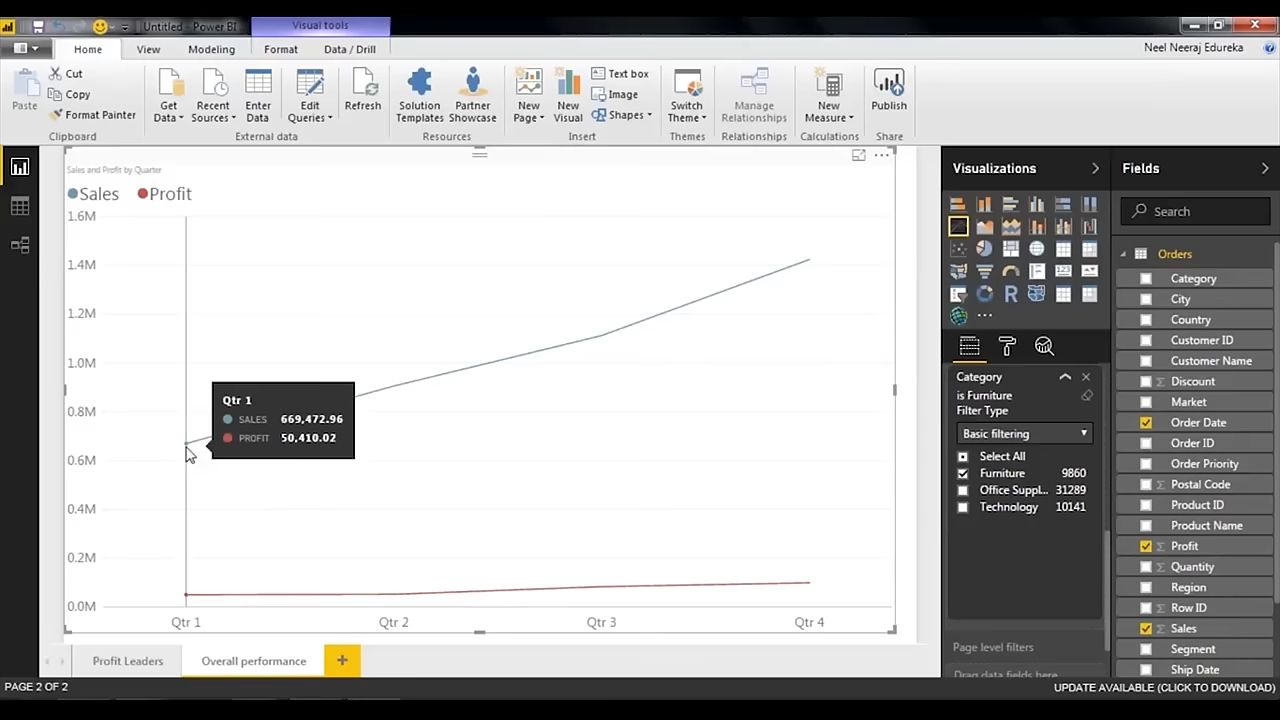 Untitled - Power BI
Visual tools
Home
View
Modeling
Format
Data / Drill
Neel Neeraj Edureka
Paste
Cut
Copy
Format Painter
Clipboard
Get Data
Recent Sources
Enter Data
Edit Queries
External data
Refresh
Solution Templates
Partner Showcase
Resources
New Page
New Visual
Text box
Image
Shapes
Insert
Switch Theme
Themes
Manage Relationships
Relationships
New Measure
Calculations
Publish
Share
Sales and Profit by Quarter
Sales
Profit
1.6M
1.4M
1.2M
1.0M
0.8M
0.6M
0.4M
0.2M
0.0M
Qtr 1
SALES 669,472.96
PROFIT 50,410.02
Qtr 1
Qtr 2
Qtr 3
Qtr 4
Visualizations
R
123
Category
is Furniture
Filter Type
Basic filtering
Select All
Furniture 9860
Office Suppl... 31289
Technology 10141
Page level filters
Drag data fields here
Fields
Search
Orders
Category
City
Country
Customer ID
Customer Name
Σ Discount
Market
Order Date
Order ID
Order Priority
Σ Postal Code
Product ID
Product Name
Σ Profit
Σ Quantity
Region
Σ Row ID
Σ Sales
Segment
Ship Date
Profit Leaders
Overall performance
+
PAGE 2 OF 2
UPDATE AVAILABLE (CLICK TO DOWNLOAD)